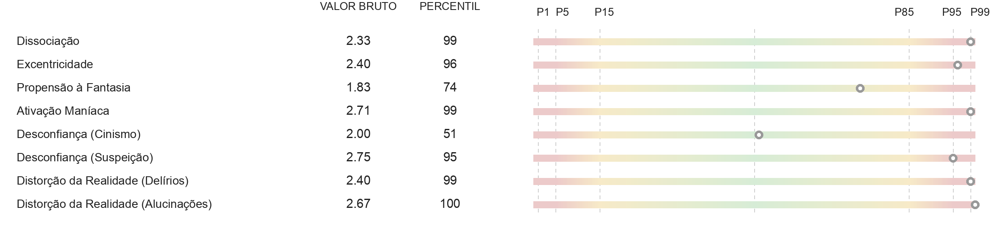 VALOR BRUTO PERCENTIL P1 P5 P15 P85 P95 P99
Dissociação 2.33 99
Excentricidade 2.40 96
Propensão à Fantasia 1.83 74
Ativação Maníaca 2.71 99
Desconfiança (Cinismo) 2.00 51
Desconfiança (Suspeição) 2.75 95
Distorção da Realidade (Delírios) 2.40 99
Distorção da Realidade (Alucinações) 2.67 100